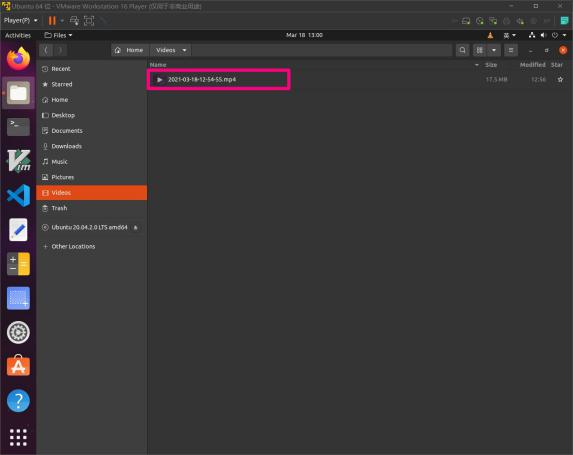 Ubuntu 64 位 - VMware Workstation 16 Player (仅用于非商业用途)
Player(P)
Activities
Files
Mar 18 13:00
英
Home
Videos
Name
Size
Modified
Star
2021-03-18-12-54-55.mp4
17.5 MB
12:56
Recent
Starred
Home
Desktop
Documents
Downloads
Music
Pictures
Videos
Trash
Ubuntu 20.04.2.0 LTS amd64
Other Locations